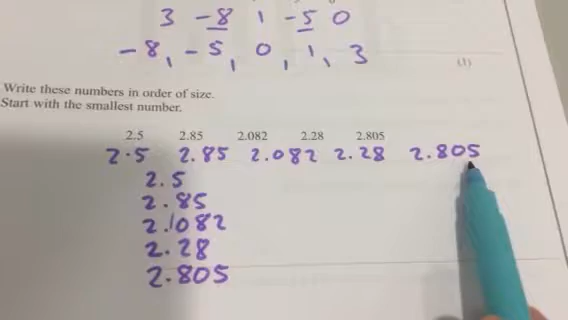 3 -8 1 -5 0
-8, -5, 0, 1, 3
(1)
Write these numbers in order of size.
Start with the smallest number.
2.5 2.85 2.082 2.28 2.805
2.5 2.85 2.082 2.28 2.805
2.5
2.85
2.082
2.28
2.805